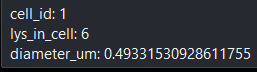 cell_id: 1
lys_in_cell: 6
diameter_um: 0.49331530928611755